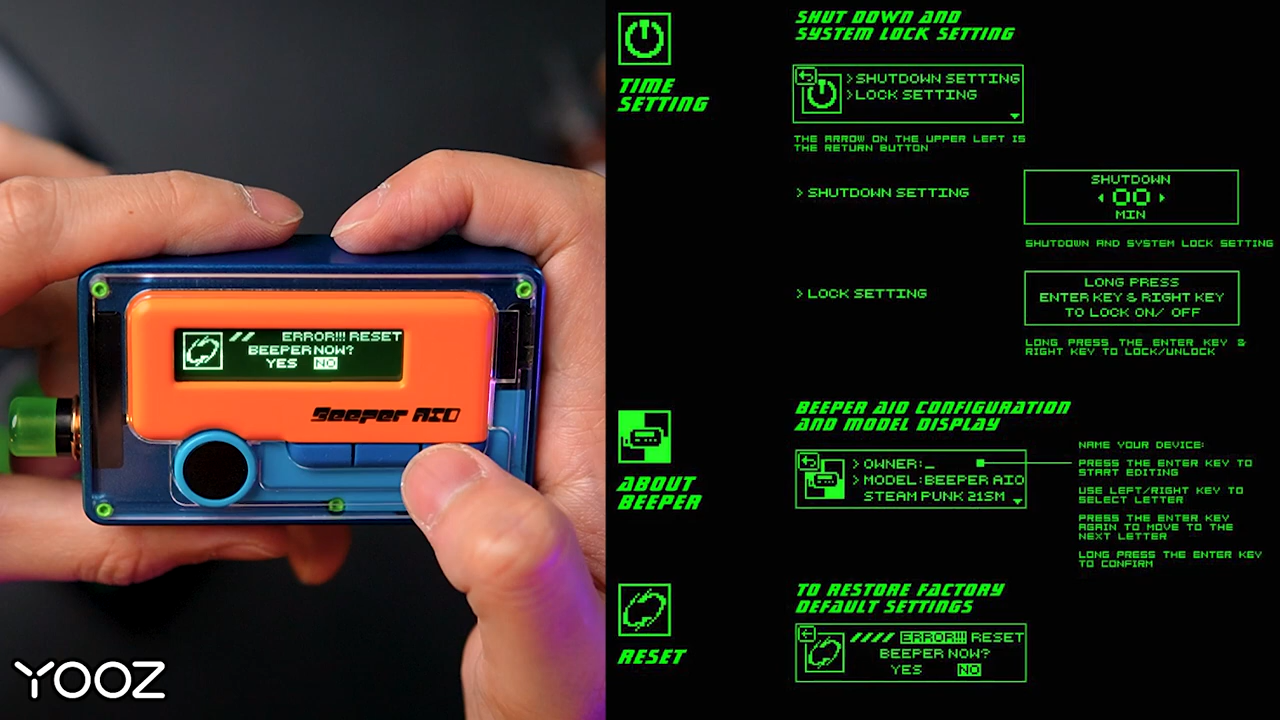 // ERROR!!! RESET
BEEPER NOW?
YES NO
Beeper AIO
YOOZ
TIME
SETTING
SHUT DOWN AND
SYSTEM LOCK SETTING
> SHUTDOWN SETTING
> LOCK SETTING
THE ARROW ON THE UPPER LEFT IS
THE RETURN BUTTON
> SHUTDOWN SETTING
SHUTDOWN
00
MIN
SHUTDOWN AND SYSTEM LOCK SETTING
> LOCK SETTING
LONG PRESS
ENTER KEY & RIGHT KEY
TO LOCK ON/ OFF
LONG PRESS THE ENTER KEY &
RIGHT KEY TO LOCK/UNLOCK
ABOUT
BEEPER
BEEPER AIO CONFIGURATION
AND MODEL DISPLAY
> OWNER:_
> MODEL:BEEPER AIO
STEAM PUNK 21SM
NAME YOUR DEVICE:
PRESS THE ENTER KEY TO
START EDITING
USE LEFT/RIGHT KEY TO
SELECT LETTER
PRESS THE ENTER KEY
AGAIN TO MOVE TO THE
NEXT LETTER
LONG PRESS THE ENTER KEY
TO CONFIRM
RESET
TO RESTORE FACTORY
DEFAULT SETTINGS
//// ERROR!!! RESET
BEEPER NOW?
YES NO